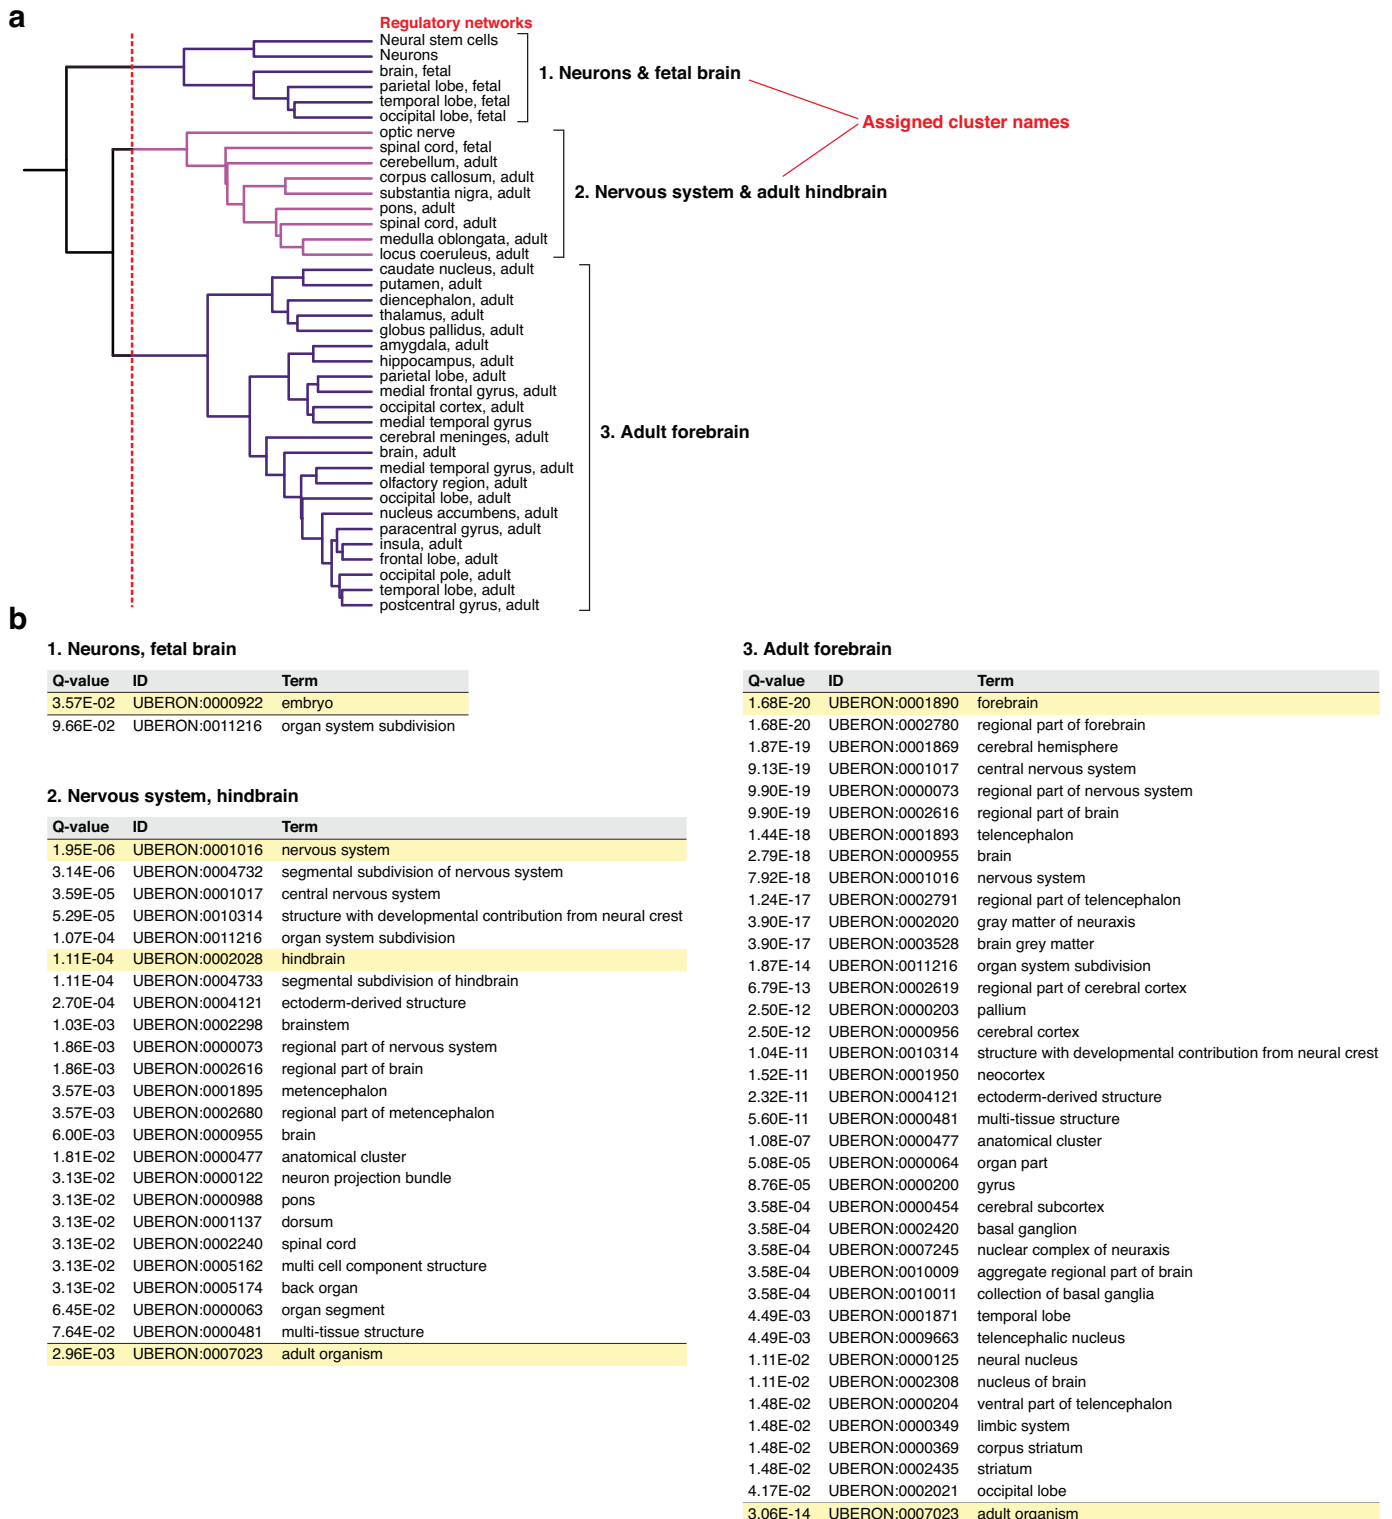 a
Regulatory networks
Neural stem cells
Neurons
brain, fetal
parietal lobe, fetal
temporal lobe, fetal
occipital lobe, fetal
1. Neurons & fetal brain
Assigned cluster names
optic nerve
spinal cord, fetal
cerebellum, adult
corpus callosum, adult
substantia nigra, adult
pons, adult
spinal cord, adult
medulla oblongata, adult
locus coeruleus, adult
2. Nervous system & adult hindbrain
caudate nucleus, adult
putamen, adult
diencephalon, adult
thalamus, adult
globus pallidus, adult
amygdala, adult
hippocampus, adult
parietal lobe, adult
medial frontal gyrus, adult
occipital cortex, adult
medial temporal gyrus
cerebral meninges, adult
brain, adult
medial temporal gyrus, adult
olfactory region, adult
occipital lobe, adult
nucleus accumbens, adult
paracentral gyrus, adult
insula, adult
frontal lobe, adult
occipital pole, adult
temporal lobe, adult
postcentral gyrus, adult
3. Adult forebrain
b
1. Neurons, fetal brain
Q-value ID Term
3.57E-02 UBERON:0000922 embryo
9.66E-02 UBERON:0011216 organ system subdivision
2. Nervous system, hindbrain
Q-value ID Term
1.95E-06 UBERON:0001016 nervous system
3.14E-06 UBERON:0004732 segmental subdivision of nervous system
3.59E-05 UBERON:0001017 central nervous system
5.29E-05 UBERON:0010314 structure with developmental contribution from neural crest
1.07E-04 UBERON:0011216 organ system subdivision
1.11E-04 UBERON:0002028 hindbrain
1.11E-04 UBERON:0004733 segmental subdivision of hindbrain
2.70E-04 UBERON:0004121 ectoderm-derived structure
1.03E-03 UBERON:0002298 brainstem
1.86E-03 UBERON:0000073 regional part of nervous system
1.86E-03 UBERON:0002616 regional part of brain
3.57E-03 UBERON:0001895 metencephalon
3.57E-03 UBERON:0002680 regional part of metencephalon
6.00E-03 UBERON:0000955 brain
1.81E-02 UBERON:0000477 anatomical cluster
3.13E-02 UBERON:0000122 neuron projection bundle
3.13E-02 UBERON:0000988 pons
3.13E-02 UBERON:0001137 dorsum
3.13E-02 UBERON:0002240 spinal cord
3.13E-02 UBERON:0005162 multi cell component structure
3.13E-02 UBERON:0005174 back organ
6.45E-02 UBERON:0000063 organ segment
7.64E-02 UBERON:0000481 multi-tissue structure
2.96E-03 UBERON:0007023 adult organism
3. Adult forebrain
Q-value ID Term
1.68E-20 UBERON:0001890 forebrain
1.68E-20 UBERON:0002780 regional part of forebrain
1.87E-19 UBERON:0001869 cerebral hemisphere
9.13E-19 UBERON:0001017 central nervous system
9.90E-19 UBERON:0000073 regional part of nervous system
9.90E-19 UBERON:0002616 regional part of brain
1.44E-18 UBERON:0001893 telencephalon
2.79E-18 UBERON:0000955 brain
7.92E-18 UBERON:0001016 nervous system
1.24E-17 UBERON:0002791 regional part of telencephalon
3.90E-17 UBERON:0002020 gray matter of neuraxis
3.90E-17 UBERON:0003528 brain grey matter
1.87E-14 UBERON:0011216 organ system subdivision
6.79E-13 UBERON:0002619 regional part of cerebral cortex
2.50E-12 UBERON:0000203 pallium
2.50E-12 UBERON:0000956 cerebral cortex
1.04E-11 UBERON:0010314 structure with developmental contribution from neural crest
1.52E-11 UBERON:0001950 neocortex
2.32E-11 UBERON:0004121 ectoderm-derived structure
5.60E-11 UBERON:0000481 multi-tissue structure
1.08E-07 UBERON:0000477 anatomical cluster
5.08E-05 UBERON:0000064 organ part
8.76E-05 UBERON:0000200 gyrus
3.58E-04 UBERON:0000454 cerebral subcortex
3.58E-04 UBERON:0002420 basal ganglion
3.58E-04 UBERON:0007245 nuclear complex of neuraxis
3.58E-04 UBERON:0010009 aggregate regional part of brain
3.58E-04 UBERON:0010011 collection of basal ganglia
4.49E-03 UBERON:0001871 temporal lobe
4.49E-03 UBERON:0009663 telencephalic nucleus
1.11E-02 UBERON:0000125 neural nucleus
1.11E-02 UBERON:0002308 nucleus of brain
1.48E-02 UBERON:0000204 ventral part of telencephalon
1.48E-02 UBERON:0000349 limbic system
1.48E-02 UBERON:0000369 corpus striatum
1.48E-02 UBERON:0002435 striatum
4.17E-02 UBERON:0002021 occipital lobe
3.06E-14 UBERON:0007023 adult organism